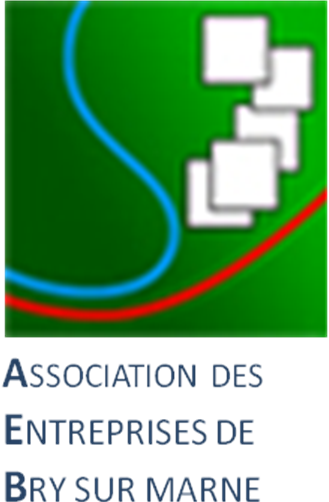 ASSOCIATION DES
ENTREPRISES DE
BRY SUR MARNE